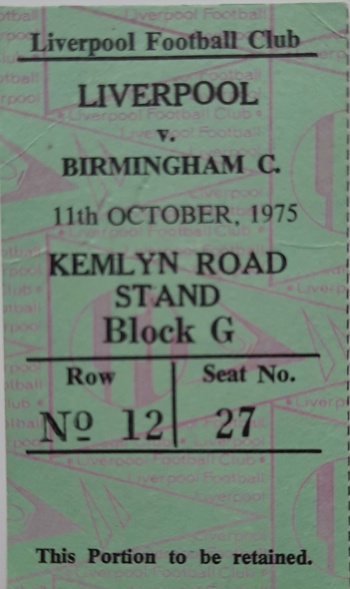 Liverpool Football Club
LIVERPOOL
v.
BIRMINGHAM C.
11th OCTOBER, 1975
KEMLYN ROAD
STAND
Block G
Row Seat No.
Nº 12 27
This Portion to be retained.